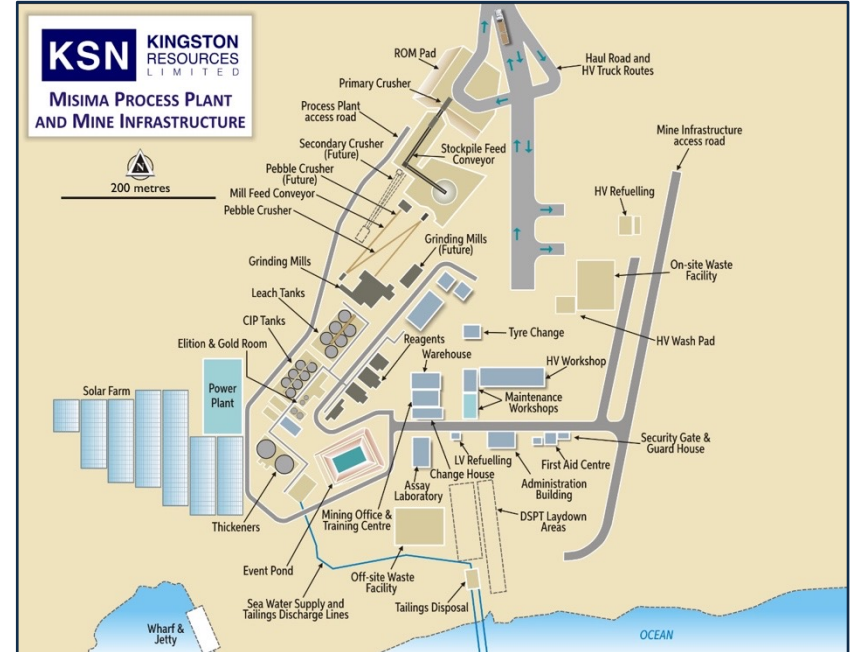 KSN
KINGSTON
RESOURCES
LIMITED
MISIMA PROCESS PLANT
AND MINE INFRASTRUCTURE
N
200 metres
ROM Pad
Primary Crusher
Process Plant
access road
Secondary Crusher
(Future)
Pebble Crusher
(Future)
Mill Feed Conveyor
Pebble Crusher
Stockpile Feed
Conveyor
Haul Road and
HV Truck Routes
Mine Infrastructure
access road
HV Refuelling
Grinding Mills
(Future)
Grinding Mills
On-site Waste
Facility
Leach Tanks
CIP Tanks
Elition & Gold Room
Reagents
Warehouse
Tyre Change
HV Wash Pad
HV Workshop
Solar Farm
Power
Plant
Maintenance
Workshops
Security Gate &
Guard House
LV Refuelling
Change House
First Aid Centre
Assay
Laboratory
Administration
Building
Thickeners
Mining Office &
Training Centre
DSPT Laydown
Areas
Event Pond
Off-site Waste
Facility
Sea Water Supply and
Tailings Discharge Lines
Tailings Disposal
Wharf &
Jetty
OCEAN